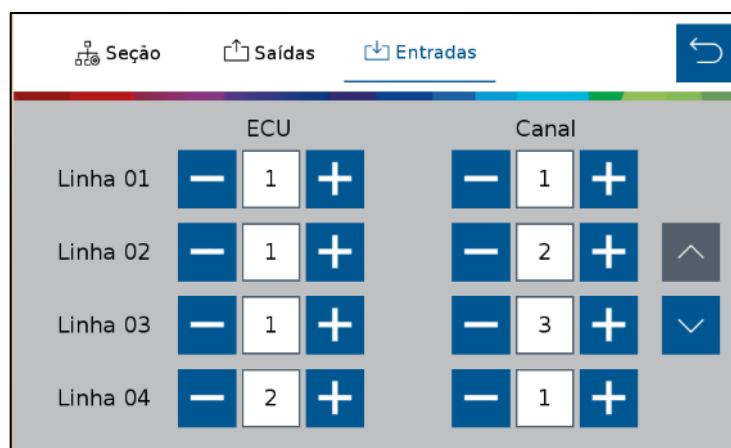 Seção Saídas Entradas
ECU Canal
Linha 01 1 1
Linha 02 1 2
Linha 03 1 3
Linha 04 2 1